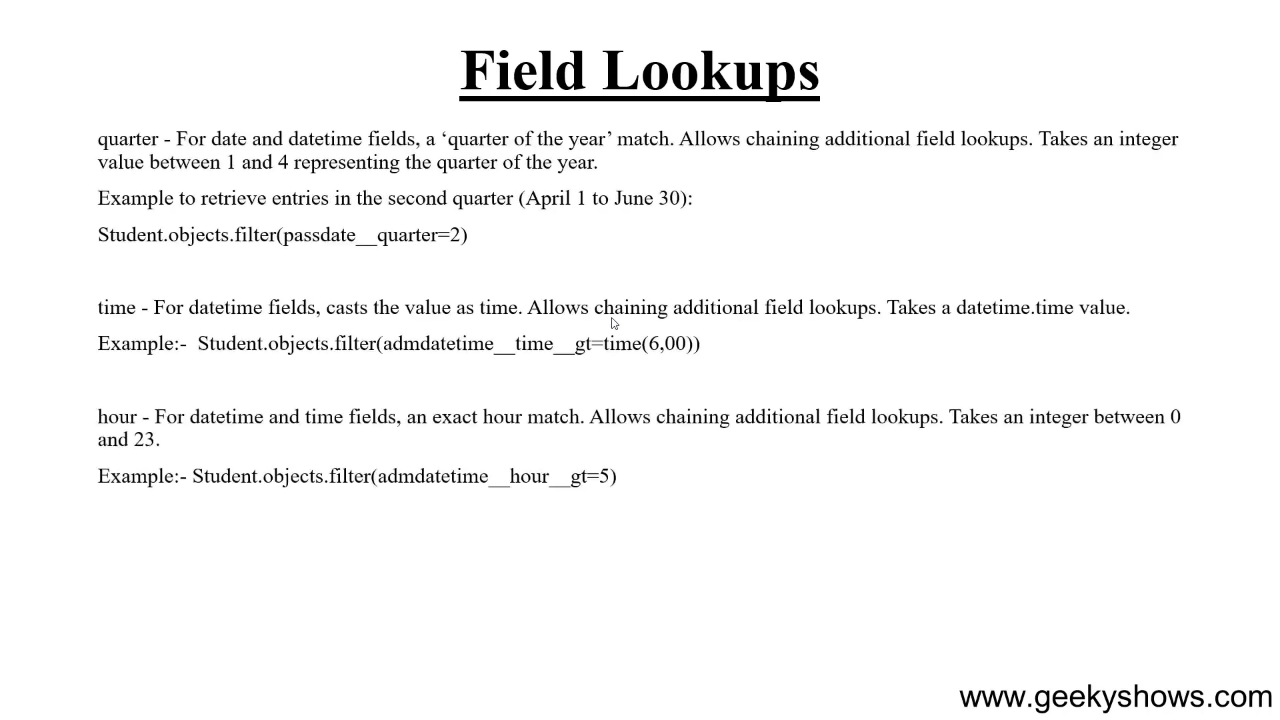 Field Lookups
quarter - For date and datetime fields, a ‘quarter of the year’ match. Allows chaining additional field lookups. Takes an integer
value between 1 and 4 representing the quarter of the year.
Example to retrieve entries in the second quarter (April 1 to June 30):
Student.objects.filter(passdate__quarter=2)
time - For datetime fields, casts the value as time. Allows chaining additional field lookups. Takes a datetime.time value.
Example:-  Student.objects.filter(admdatetime__time__gt=time(6,00))
hour - For datetime and time fields, an exact hour match. Allows chaining additional field lookups. Takes an integer between 0
and 23.
Example:- Student.objects.filter(admdatetime__hour__gt=5)
www.geekyshows.com